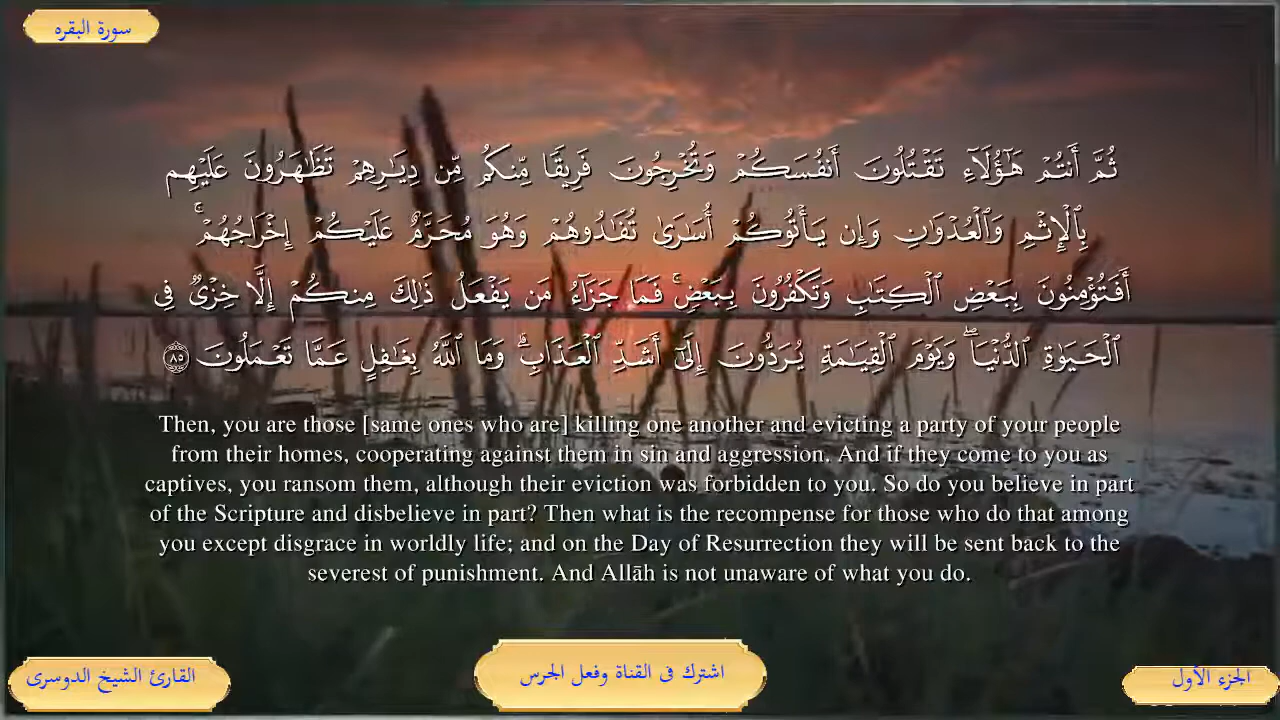 سورة البقره
ثُمَّ أَنتُمْ هَٰٓؤُلَآءِ تَقْتُلُونَ أَنفُسَكُمْ وَتُخْرِجُونَ فَرِيقًا مِّنكُم مِّن دِيَٰرِهِمْ تَظَٰهَرُونَ عَلَيْهِم
بِٱلْإِثْمِ وَٱلْعُدْوَٰنِ وَإِن يَأْتُوكُمْ أُسَٰرَىٰ تُفَٰدُوهُمْ وَهُوَ مُحَرَّمٌ عَلَيْكُمْ إِخْرَاجُهُمْ ۚ
أَفَتُؤْمِنُونَ بِبَعْضِ ٱلْكِتَٰبِ وَتَكْفُرُونَ بِبَعْضٍ ۚ فَمَا جَزَآءُ مَن يَفْعَلُ ذَٰلِكَ مِنكُمْ إِلَّا خِزْىٌ فِى
ٱلْحَيَوٰةِ ٱلدُّنْيَا ۖ وَيَوْمَ ٱلْقِيَٰمَةِ يُرَدُّونَ إِلَىٰٓ أَشَدِّ ٱلْعَذَابِ ۗ وَمَا ٱللَّهُ بِغَٰفِلٍ عَمَّا تَعْمَلُونَ ٨٥
Then, you are those [same ones who are] killing one another and evicting a party of your people
from their homes, cooperating against them in sin and aggression. And if they come to you as
captives, you ransom them, although their eviction was forbidden to you. So do you believe in part
of the Scripture and disbelieve in part? Then what is the recompense for those who do that among
you except disgrace in worldly life; and on the Day of Resurrection they will be sent back to the
severest of punishment. And Allāh is not unaware of what you do.
الجزء الأول
اشترك فى القناة وفعل الجرس
القارئ الشيخ الدوسرى